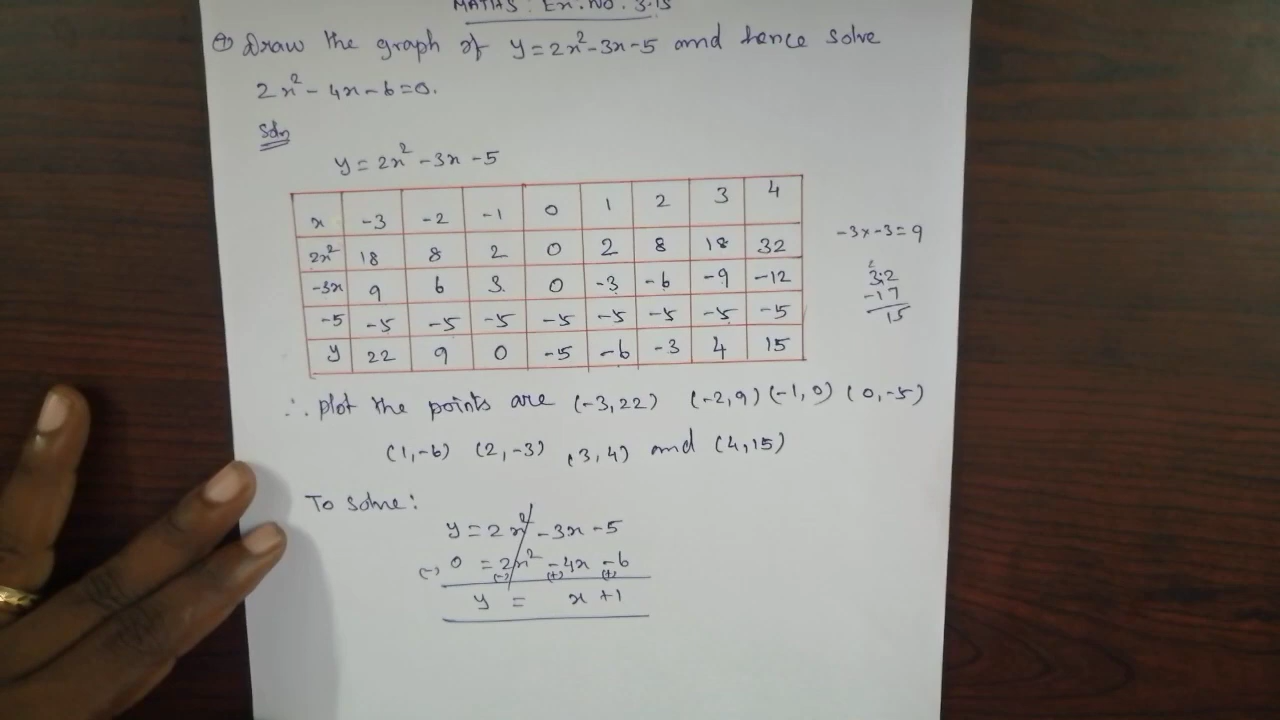 MATHS : Ex. No. 3.15
7 Draw the graph of y = 2x² - 3x - 5 and hence solve
2x² - 4x - 6 = 0.
Soln
y = 2x² - 3x - 5
x -3 -2 -1 0 1 2 3 4
2x² 18 8 2 0 2 8 18 32
-3x 9 6 3 0 -3 -6 -9 -12
-5 -5 -5 -5 -5 -5 -5 -5 -5
y 22 9 0 -5 -6 -3 4 15
-3x-3=9
2
32
-17
15
∴ plot the points are (-3,22) (-2,9) (-1,0) (0,-5)
(1,-6) (2,-3) (3,4) and (4,15)
To solve:
y = 2x² - 3x - 5
(-) 0 = 2x² - 4x - 6
(-) (+) (+)
y = x + 1